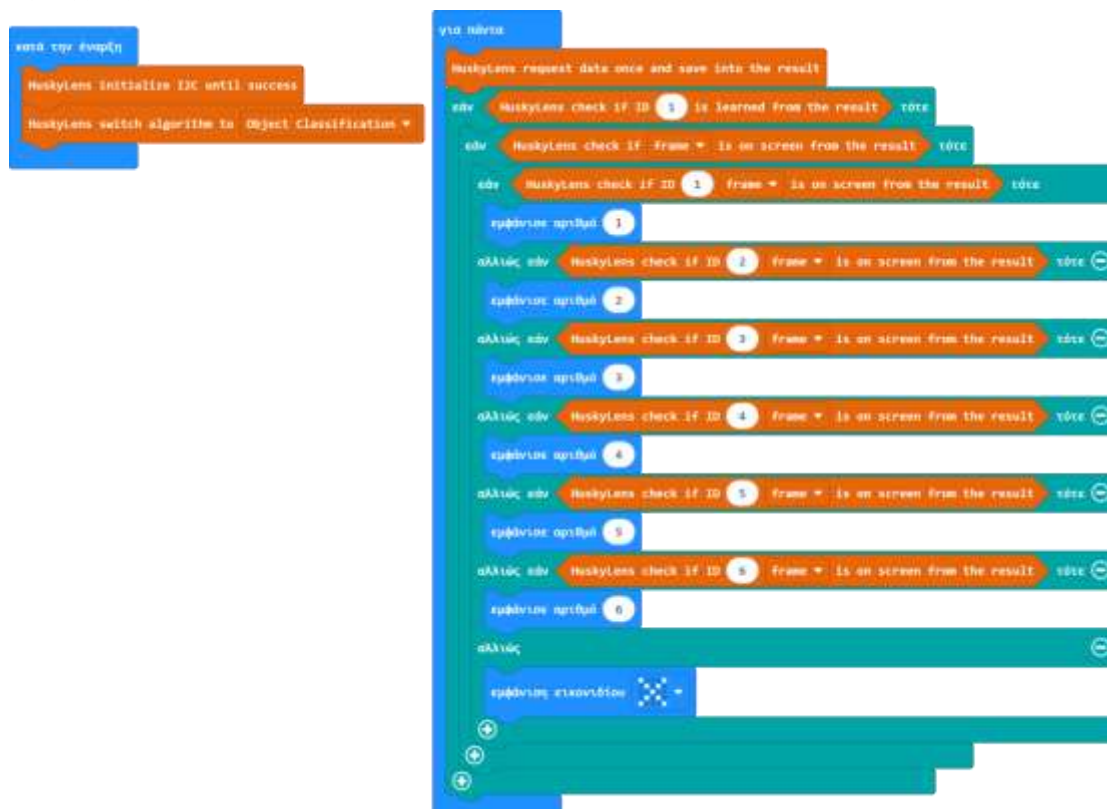 κατά την έναρξη
HuskyLens initialize I2C until success
HuskyLens switch algorithm to Object Classification
για πάντα
HuskyLens request data once and save into the result
εάν HuskyLens check if ID 1 is learned from the result τότε
εάν HuskyLens check if frame is on screen from the result τότε
εάν HuskyLens check if ID 1 frame is on screen from the result τότε
εμφάνισε αριθμό 1
αλλιώς εάν HuskyLens check if ID 2 frame is on screen from the result τότε
εμφάνισε αριθμό 2
αλλιώς εάν HuskyLens check if ID 3 frame is on screen from the result τότε
εμφάνισε αριθμό 3
αλλιώς εάν HuskyLens check if ID 4 frame is on screen from the result τότε
εμφάνισε αριθμό 4
αλλιώς εάν HuskyLens check if ID 5 frame is on screen from the result τότε
εμφάνισε αριθμό 5
αλλιώς εάν HuskyLens check if ID 6 frame is on screen from the result τότε
εμφάνισε αριθμό 6
αλλιώς
εμφάνιση εικονιδίου